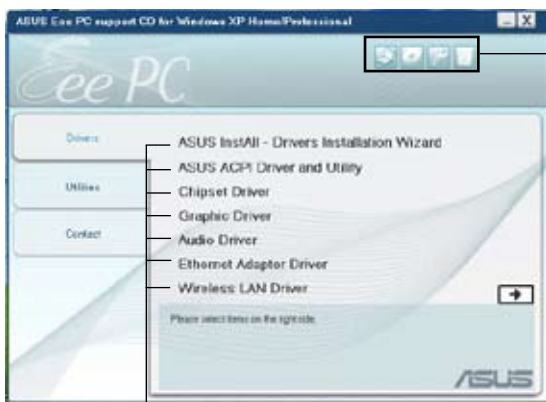 ASUS Eee PC support CD for Windows XP Home/Professional
Eee PC
Drivers
Utilities
Contact
ASUS InstAll - Drivers Installation Wizard
ASUS ACPI Driver and Utility
Chipset Driver
Graphic Driver
Audio Driver
Ethernet Adaptor Driver
Wireless LAN Driver
Please select items on the right side.
ASUS